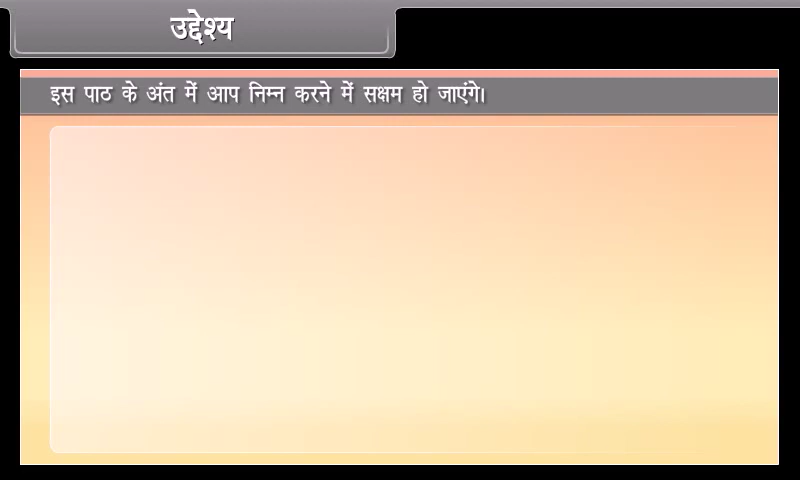 उद्देश्य
इस पाठ के अंत में आप निम्न करने में सक्षम हो जाएंगे।